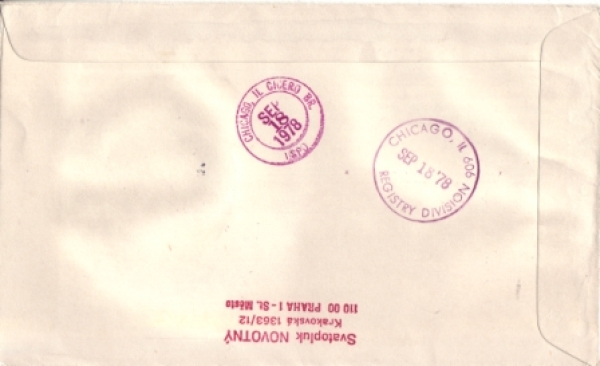 CHICAGO, IL CICERO BR.
SEP
18
1978
(SP.)
CHICAGO, IL 606
SEP 18 '78
REGISTRY DIVISION
Svatopluk NOVOTNÝ
Krakovská 1363/12
110 00 PRAHA 1 - St. Město